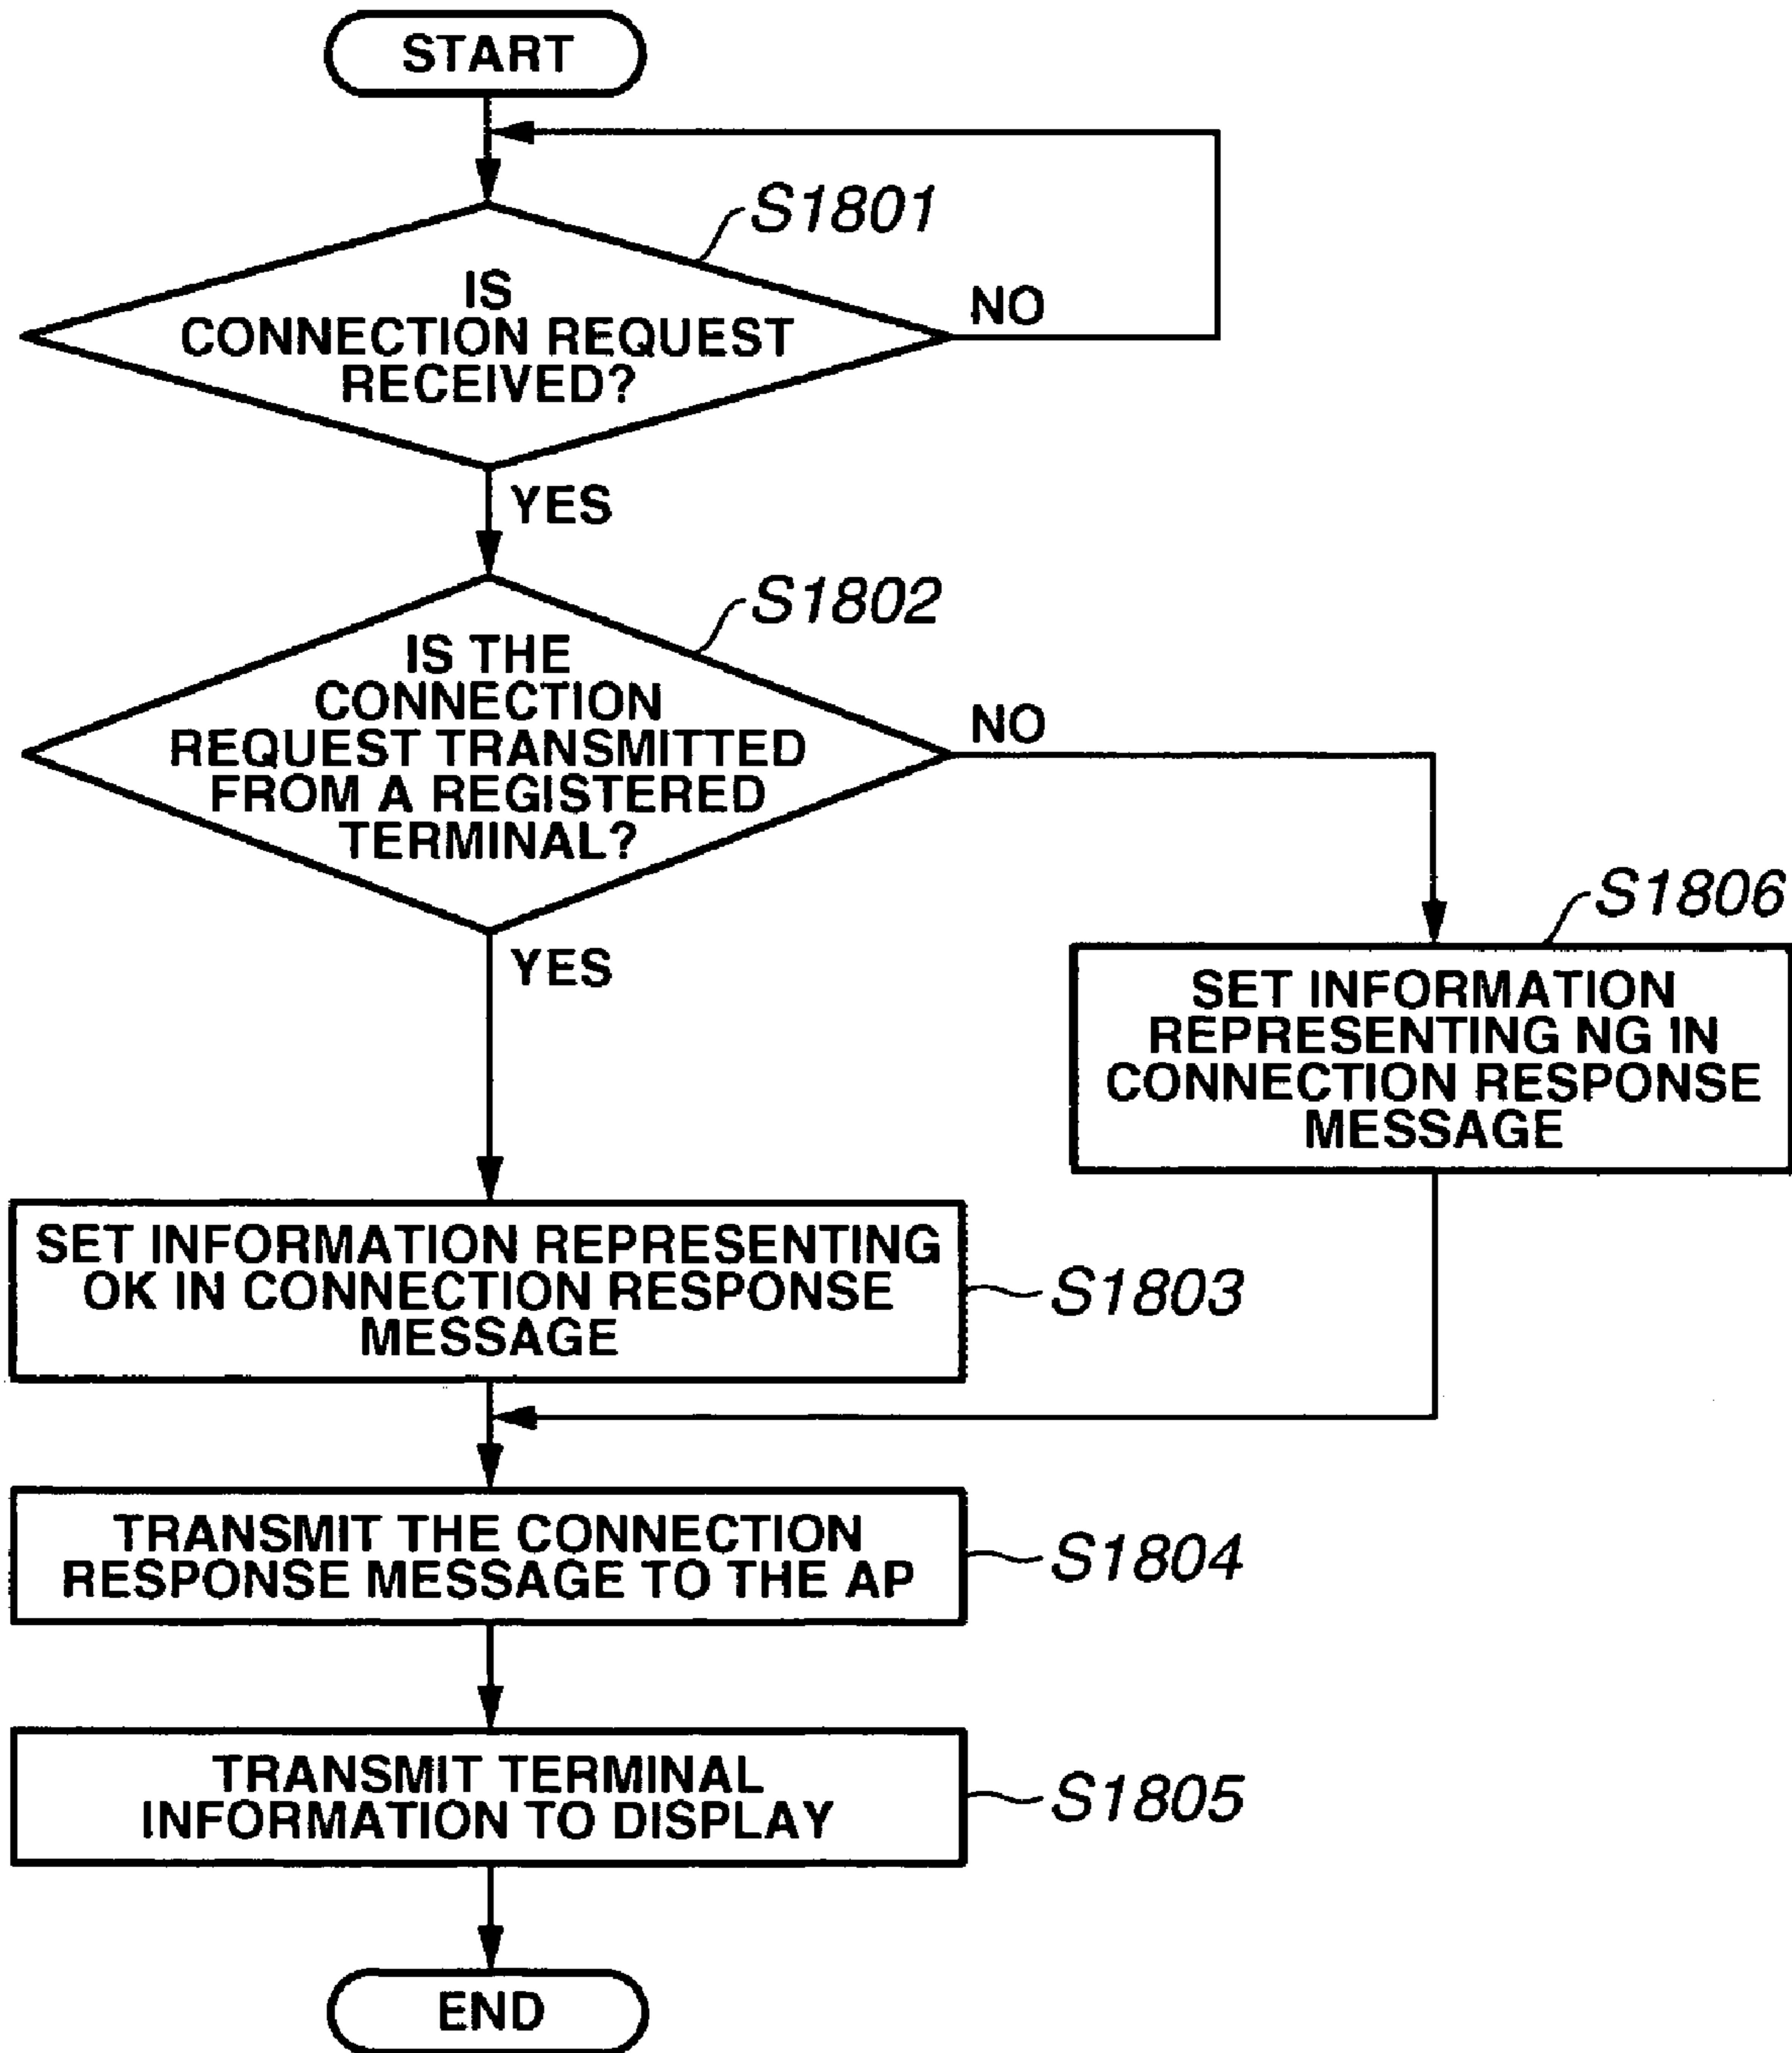 START
S1801
IS
CONNECTION REQUEST
RECEIVED?
NO
YES
S1802
IS THE
CONNECTION
REQUEST TRANSMITTED
FROM A REGISTERED
TERMINAL?
NO
YES
S1806
SET INFORMATION
REPRESENTING NG IN
CONNECTION RESPONSE
MESSAGE
SET INFORMATION REPRESENTING
OK IN CONNECTION RESPONSE
MESSAGE
S1803
TRANSMIT THE CONNECTION
RESPONSE MESSAGE TO THE AP
S1804
TRANSMIT TERMINAL
INFORMATION TO DISPLAY
S1805
END